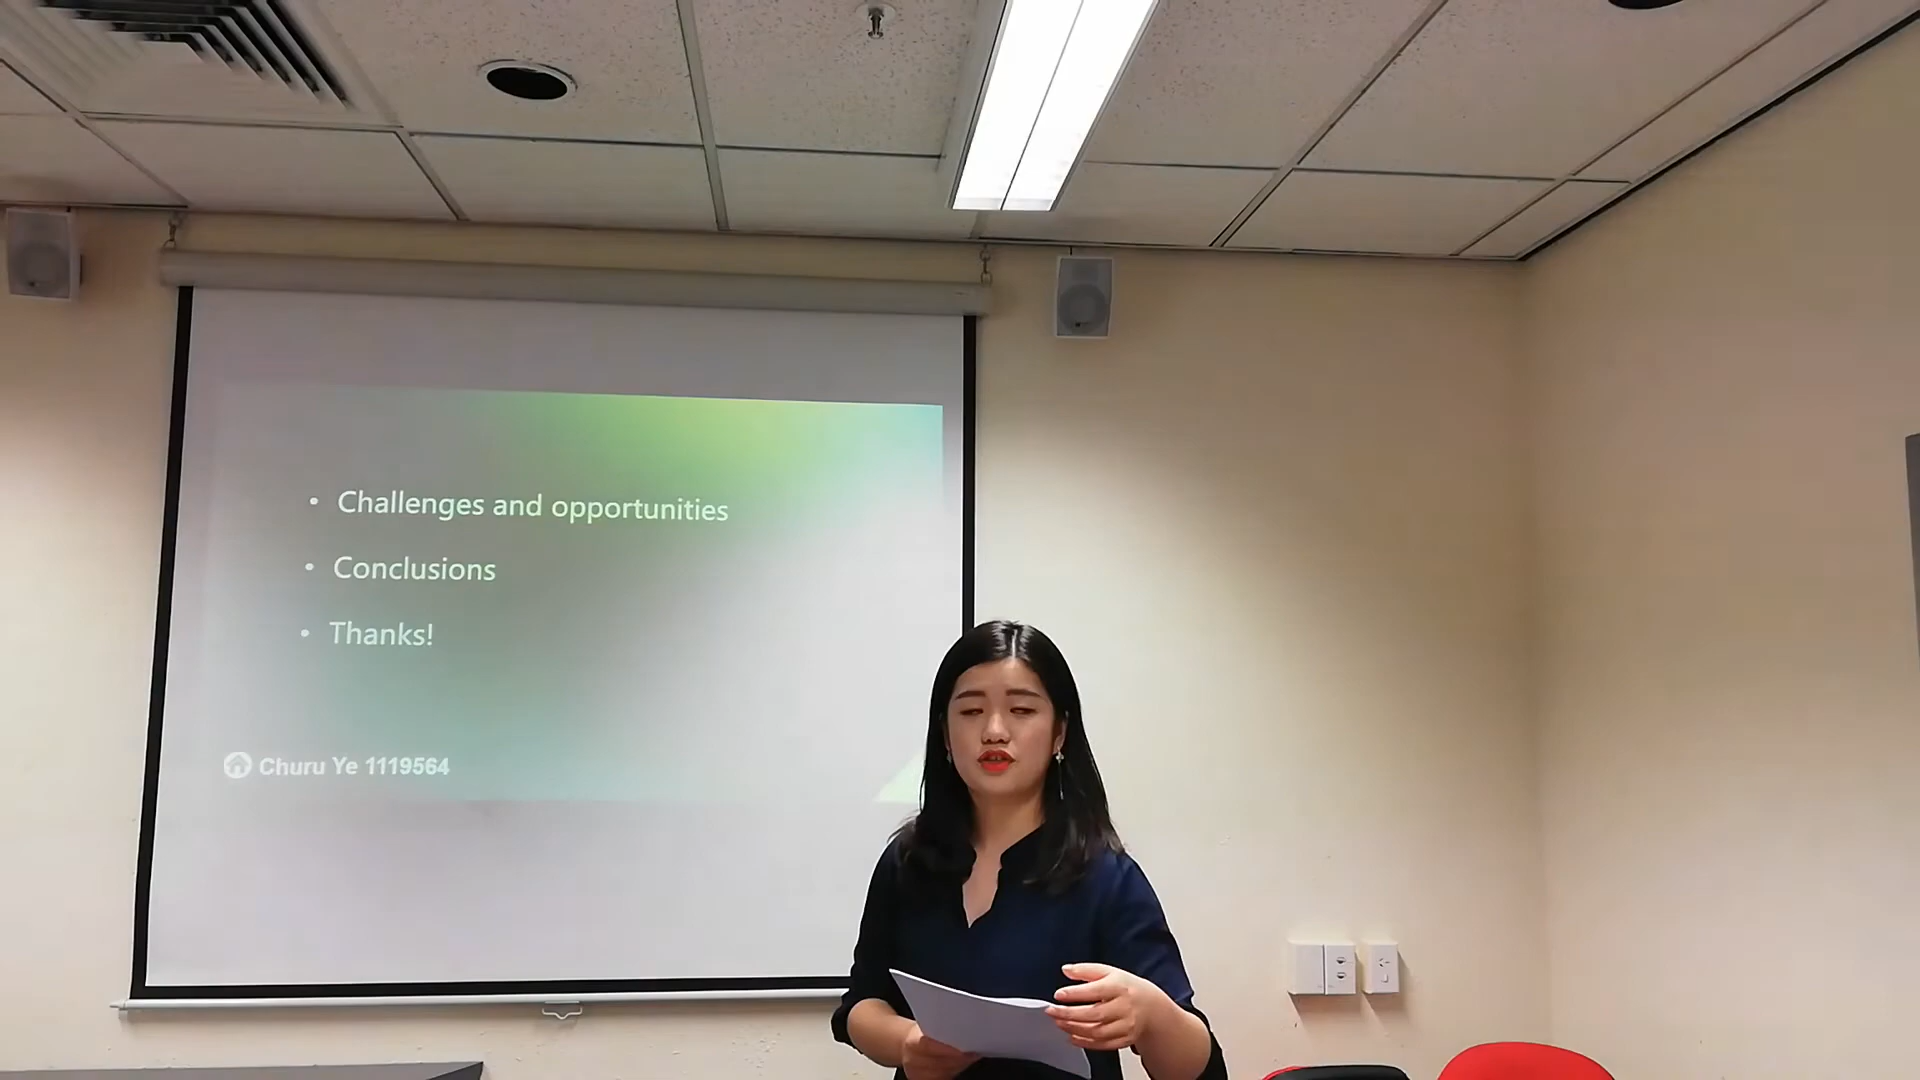 • Challenges and opportunities
• Conclusions
• Thanks!
Churu Ye 1119564